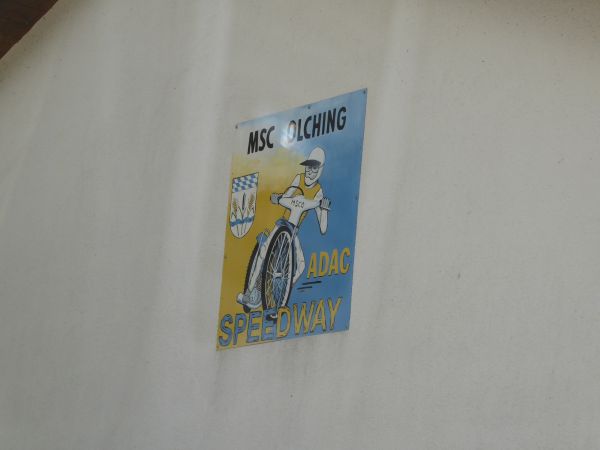 MSC OLCHING
MSCO
ADAC
SPEEDWAY